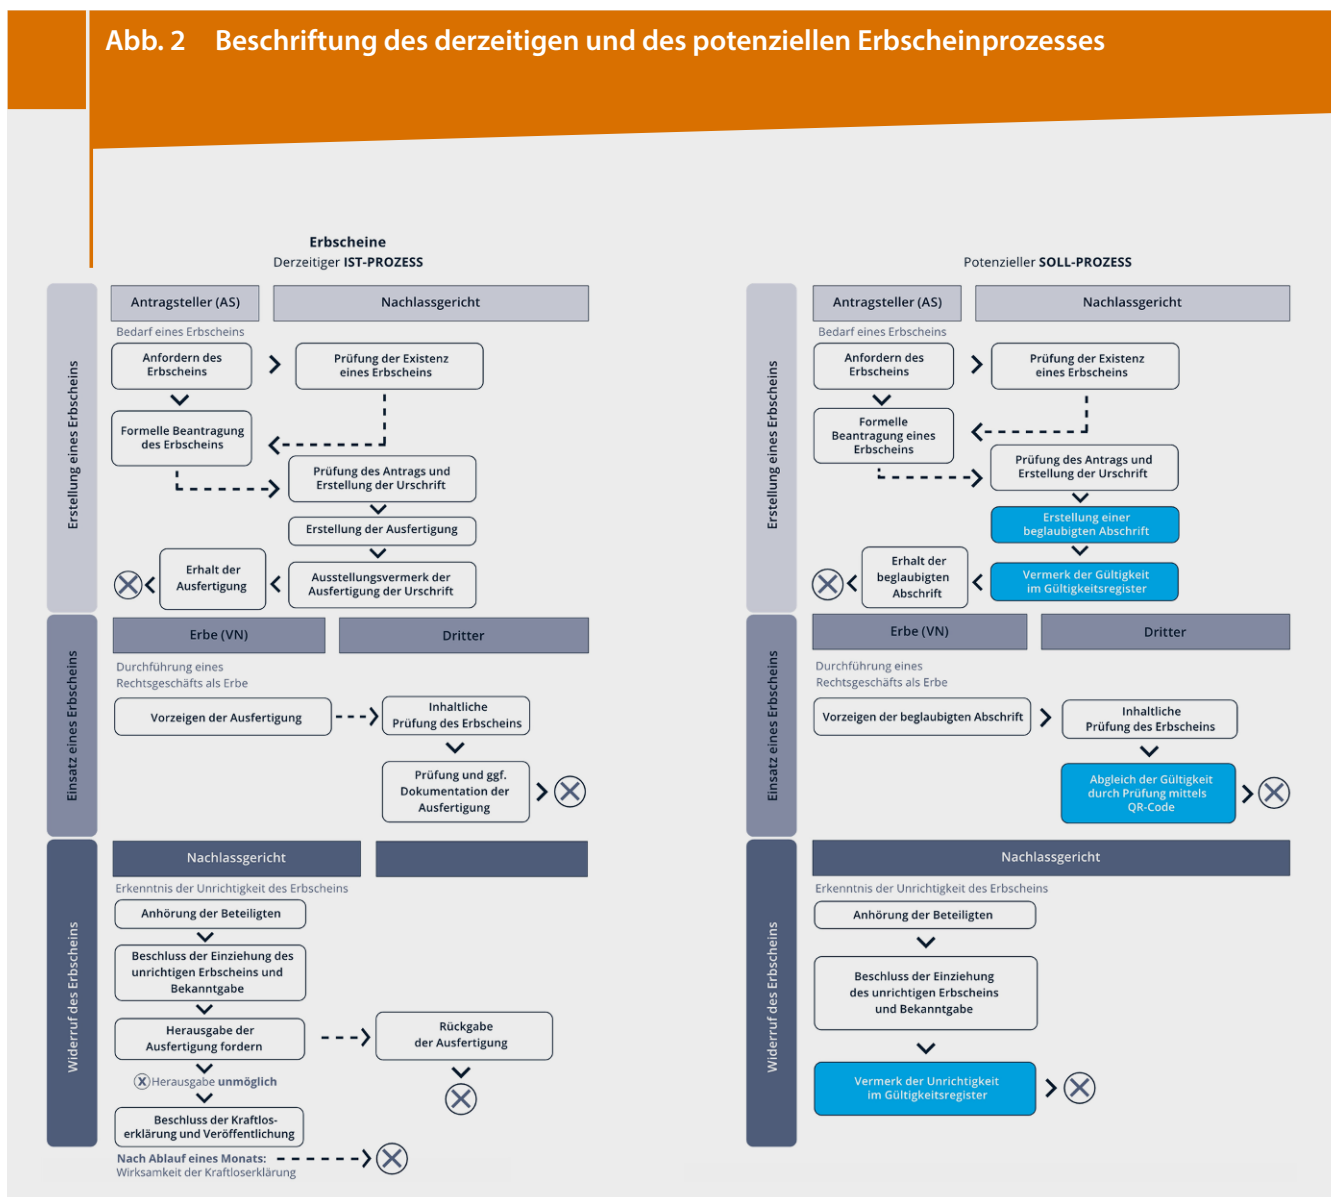 Abb. 2 Beschriftung des derzeitigen und des potenziellen Erbscheinprozesses
Erbscheine
Derzeitiger IST-PROZESS
Erstellung eines Erbscheins
Antragsteller (AS)
Nachlassgericht
Bedarf eines Erbscheins
Anfordern des
Erbscheins
Prüfung der Existenz
eines Erbscheins
Formelle Beantragung
des Erbscheins
Prüfung des Antrags und
Erstellung der Urschrift
Erstellung der Ausfertigung
Erhalt der
Ausfertigung
Ausstellungsvermerk der
Ausfertigung der Urschrift
Einsatz eines Erbscheins
Erbe (VN)
Dritter
Durchführung eines
Rechtsgeschäfts als Erbe
Vorzeigen der Ausfertigung
Inhaltliche
Prüfung des Erbscheins
Prüfung und ggf.
Dokumentation der
Ausfertigung
Widerruf des Erbscheins
Nachlassgericht
Erkenntnis der Unrichtigkeit des Erbscheins
Anhörung der Beteiligten
Beschluss der Einziehung des
unrichtigen Erbscheins und
Bekanntgabe
Herausgabe der
Ausfertigung fordern
Rückgabe
der Ausfertigung
X Herausgabe unmöglich
Beschluss der Kraftlos-
erklärung und Veröffentlichung
Nach Ablauf eines Monats:
Wirksamkeit der Kraftloserklärung
Potenzieller SOLL-PROZESS
Erstellung eines Erbscheins
Antragsteller (AS)
Nachlassgericht
Bedarf eines Erbscheins
Anfordern des
Erbscheins
Prüfung der Existenz
eines Erbscheins
Formelle
Beantragung eines
Erbscheins
Prüfung des Antrags und
Erstellung der Urschrift
Erstellung einer
beglaubigten Abschrift
Erhalt der
beglaubigten
Abschrift
Vermerk der Gültigkeit
im Gültigkeitsregister
Einsatz eines Erbscheins
Erbe (VN)
Dritter
Durchführung eines
Rechtsgeschäfts als Erbe
Vorzeigen der beglaubigten Abschrift
Inhaltliche
Prüfung des Erbscheins
Abgleich der Gültigkeit
durch Prüfung mittels
QR-Code
Widerruf des Erbscheins
Nachlassgericht
Erkenntnis der Unrichtigkeit des Erbscheins
Anhörung der Beteiligten
Beschluss der Einziehung
des unrichtigen Erbscheins
und Bekanntgabe
Vermerk der Unrichtigkeit
im Gültigkeitsregister